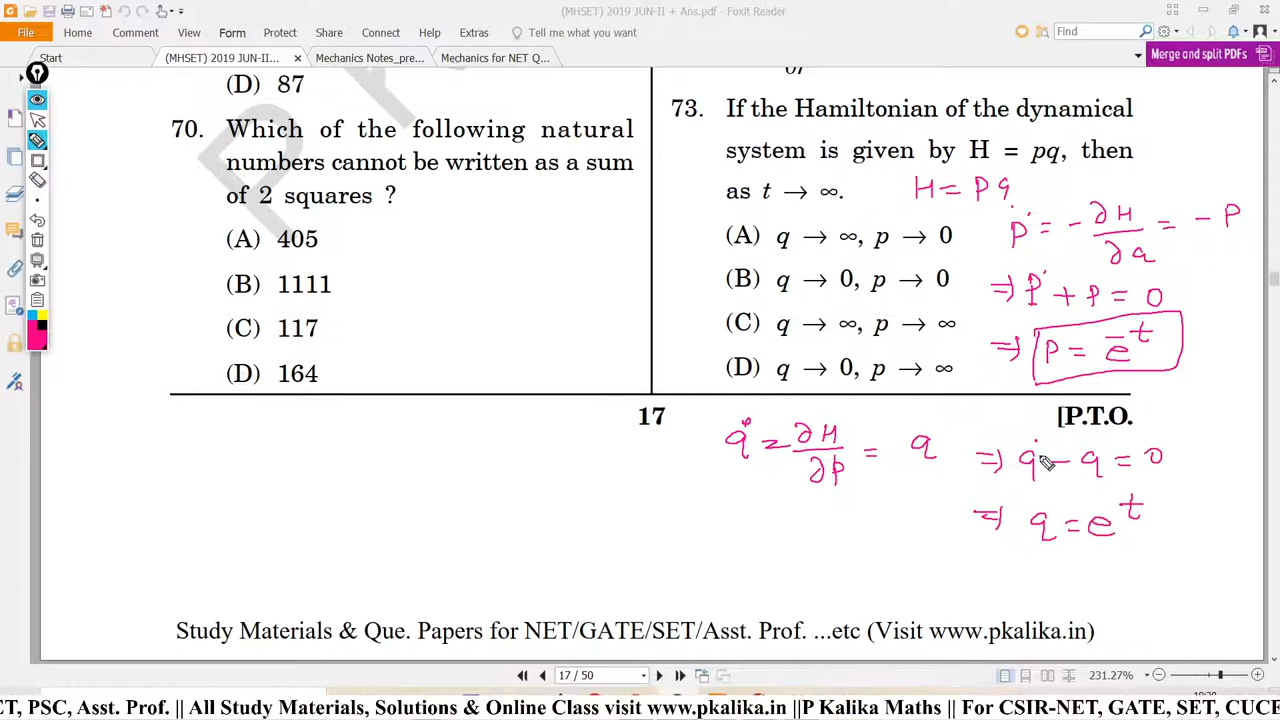 (MHSET) 2019 JUN-II + Ans.pdf - Foxit Reader
File Home Comment Convert Form Protect Share Connect Help Extras Tell me what you want to do... Find
Start (MHSET) 2019 JUN-II... Mechanics Notes_pre... Mechanics for NET Q... Merge and split PDFs
(D) 87
70. Which of the following natural
numbers cannot be written as a sum
of 2 squares ?
(A) 405
(B) 1111
(C) 117
(D) 164
73. If the Hamiltonian of the dynamical
system is given by H = pq, then
as t → ∞.
(A) q → ∞, p → 0
(B) q → 0, p → 0
(C) q → ∞, p → ∞
(D) q → 0, p → ∞
H = P q
ṗ = - ∂H/∂q = - P
⇒ Ṗ + P = 0
⇒ P = e^-t
17
[P.T.O.
q̇ = ∂H/∂p = q ⇒ q̇ - q = 0
⇒ q = e^t
Study Materials & Que. Papers for NET/GATE/SET/Asst. Prof. ...etc (Visit www.pkalika.in)
17 / 50
231.27%
CT, PSC, Asst. Prof. || All Study Materials, Solutions & Online Class visit www.pkalika.in ||P Kalika Maths || For CSIR-NET, GATE, SET, CUCE